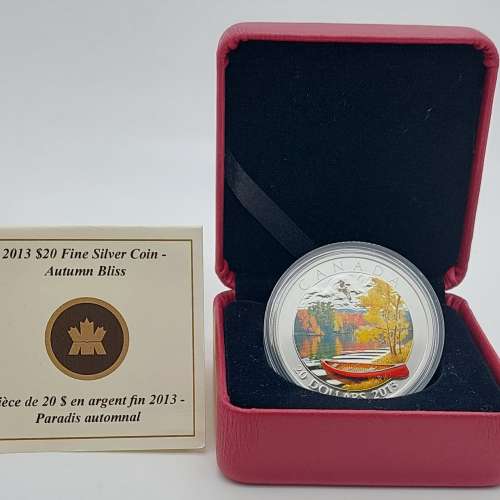 2013 $20 Fine Silver Coin -
Autumn Bliss
ièce de 20 $ en argent fin 2013 -
Paradis automnal
CANADA
20 DOLLARS 2013